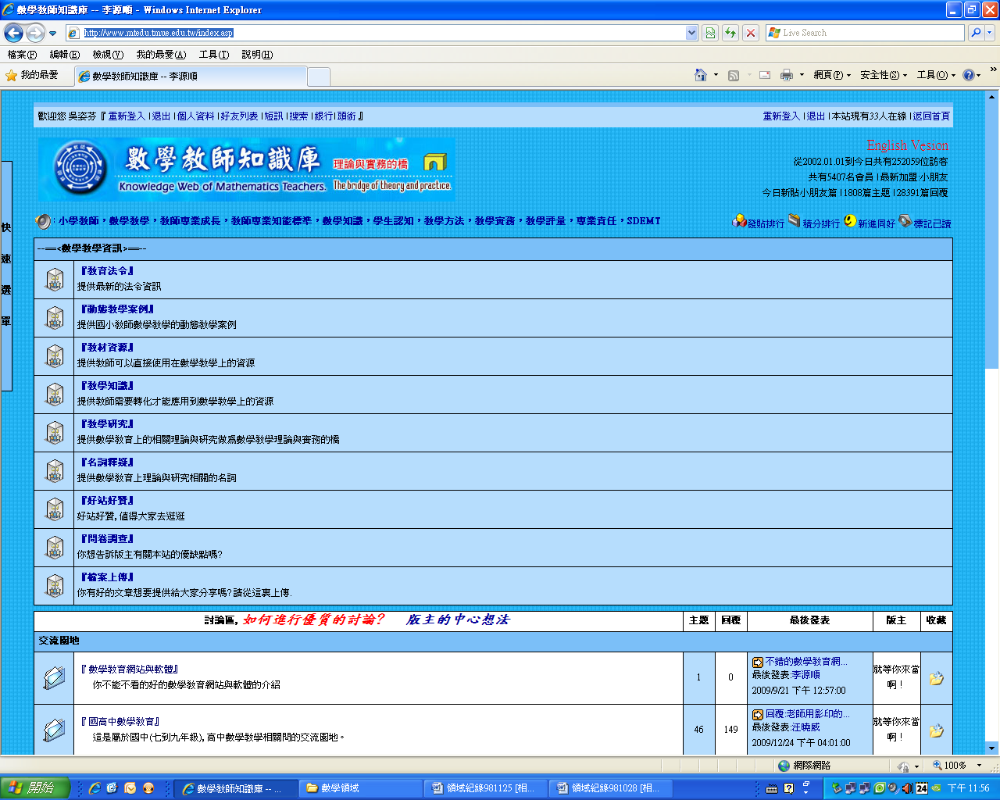 數學教師知識庫 -- 李源順 - Windows Internet Explorer
http://www.mtedu.tmue.edu.tw/index.asp
Live Search
檔案(F) 編輯(E) 檢視(V) 我的最愛(A) 工具(T) 說明(H)
我的最愛 數學教師知識庫 -- 李源順 網頁(P) 安全性(S) 工具(O)
歡迎您 吳姿芬『 重新登入 | 退出 | 個人資料 | 好友列表 | 短訊 | 搜索 | 銀行 | 頭銜 』
重新登入 | 退出 | 本站現有33人在線 | 返回首頁
數學教師知識庫 理論與實務的橋
Knowledge Web of Mathematics Teachers. The bridge of theory and practice.
English Vesion
從2002.01.01到今日共有252059位訪客
共有5407名會員 | 最新加盟:小朋友
今日新貼小朋友篇 | 1808篇主題 | 28391篇回覆
: 小學教師，數學教學，教師專業成長，教師專業知能標準，數學知識，學生認知，教學方法，教學實務，教學評量，專業責任，SDEMT
發貼排行 積分排行 新進同好 標記已讀
快
速
選
單
--==<數學教學資訊>==--
『教育法令』
提供最新的法令資訊
『動態教學案例』
提供國小教師數學教學的動態教學案例
『教材資源』
提供教師可以直接使用在數學教學上的資源
『教學知識』
提供教師需要轉化才能應用到數學教學上的資源
『教學研究』
提供數學教育上的相關理論與研究做為數學教學理論與實務的橋
『名詞釋疑』
提供數學教育上理論與研究相關的名詞
『好站好贊』
好站好贊, 值得大家去逛逛
『問卷調查』
你想告訴版主有關本站的優缺點嗎?
『檔案上傳』
你有好的文章想要提供給大家分享嗎? 請從這裏上傳.
討論區, 如何進行優質的討論? 版主的中心想法 主題 回覆 最後發表 版主 收藏
交流園地
『 數學教育網站與軟體』
你不能不看的好的數學教育網站與軟體的介紹
1 0
不錯的數學教育網...
最後發表:李源順
2009/9/21 下午 12:57:00
就等你來當
啊！
『 國高中數學教育』
這是屬於國中(七到九年級), 高中數學教學相關問的交流園地。
46 149
回覆:老師用影印的...
最後發表:汪曉威
2009/12/24 下午 04:01:00
就等你來當
啊！
網際網路 100%
開始 數學教師知識庫 -- ... 數學領域 領域紀錄981125 [相... 領域紀錄981028 [相... 24 下午 11:56